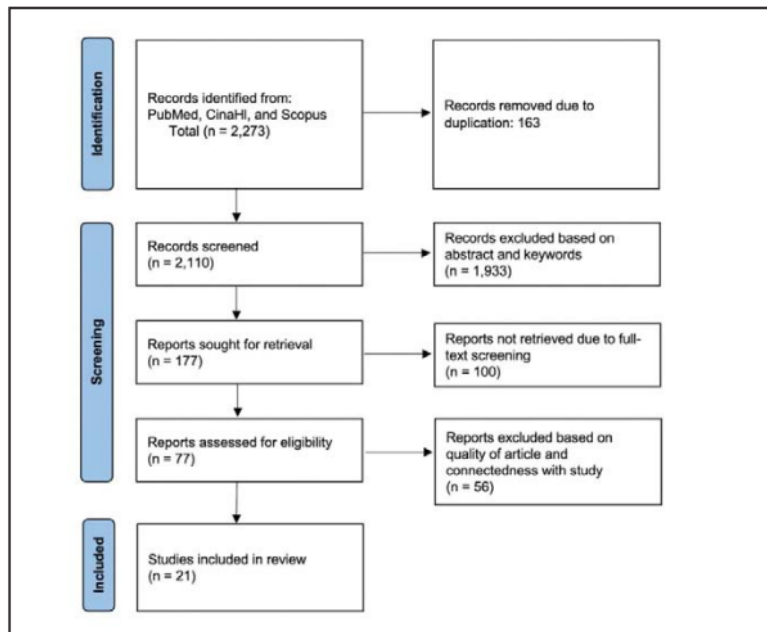 Identification
Records identified from:
PubMed, CinaHl, and Scopus
Total (n = 2,273)
Records removed due to
duplication: 163
Screening
Records screened
(n = 2,110)
Records excluded based on
abstract and keywords
(n = 1,933)
Reports sought for retrieval
(n = 177)
Reports not retrieved due to full-
text screening
(n = 100)
Reports assessed for eligibility
(n = 77)
Reports excluded based on
quality of article and
connectedness with study
(n = 56)
Included
Studies included in review
(n = 21)